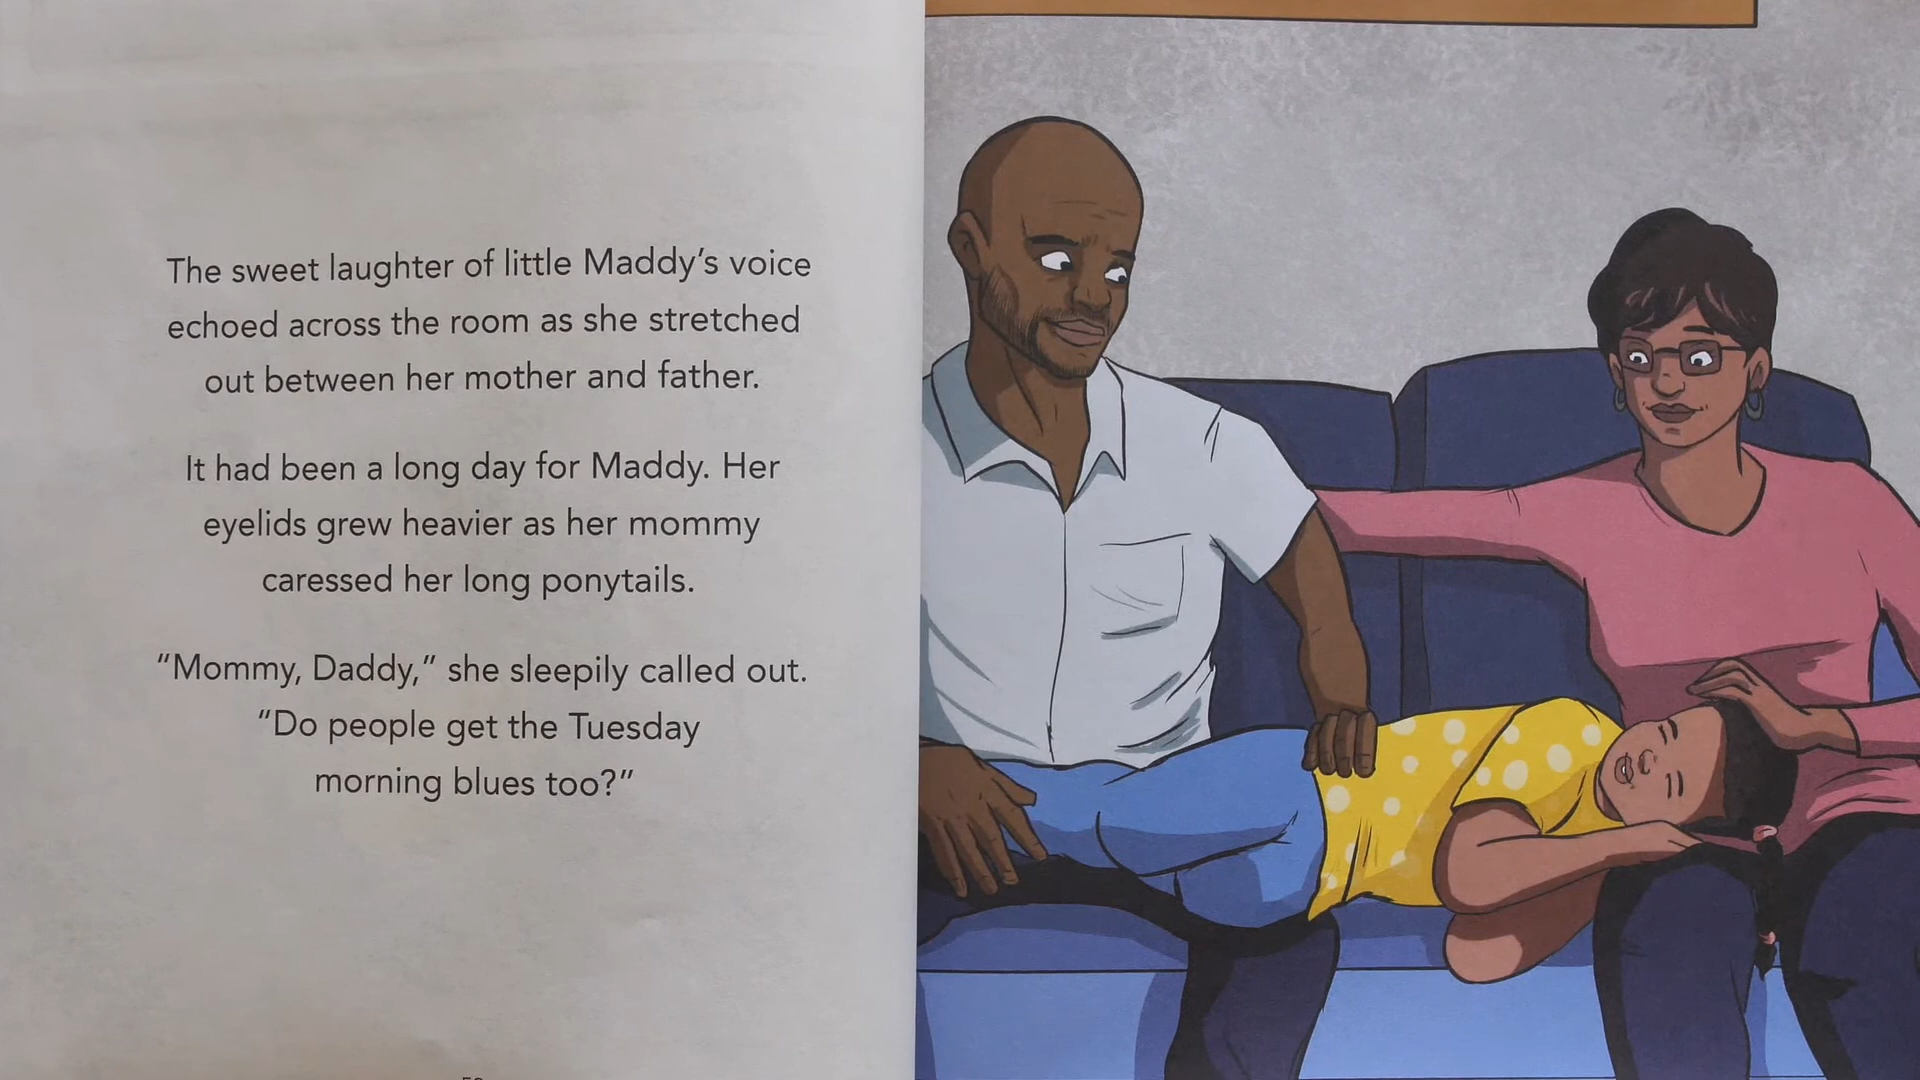 The sweet laughter of little Maddy’s voice
echoed across the room as she stretched
out between her mother and father.
It had been a long day for Maddy. Her
eyelids grew heavier as her mommy
caressed her long ponytails.
“Mommy, Daddy,” she sleepily called out.
“Do people get the Tuesday
morning blues too?”